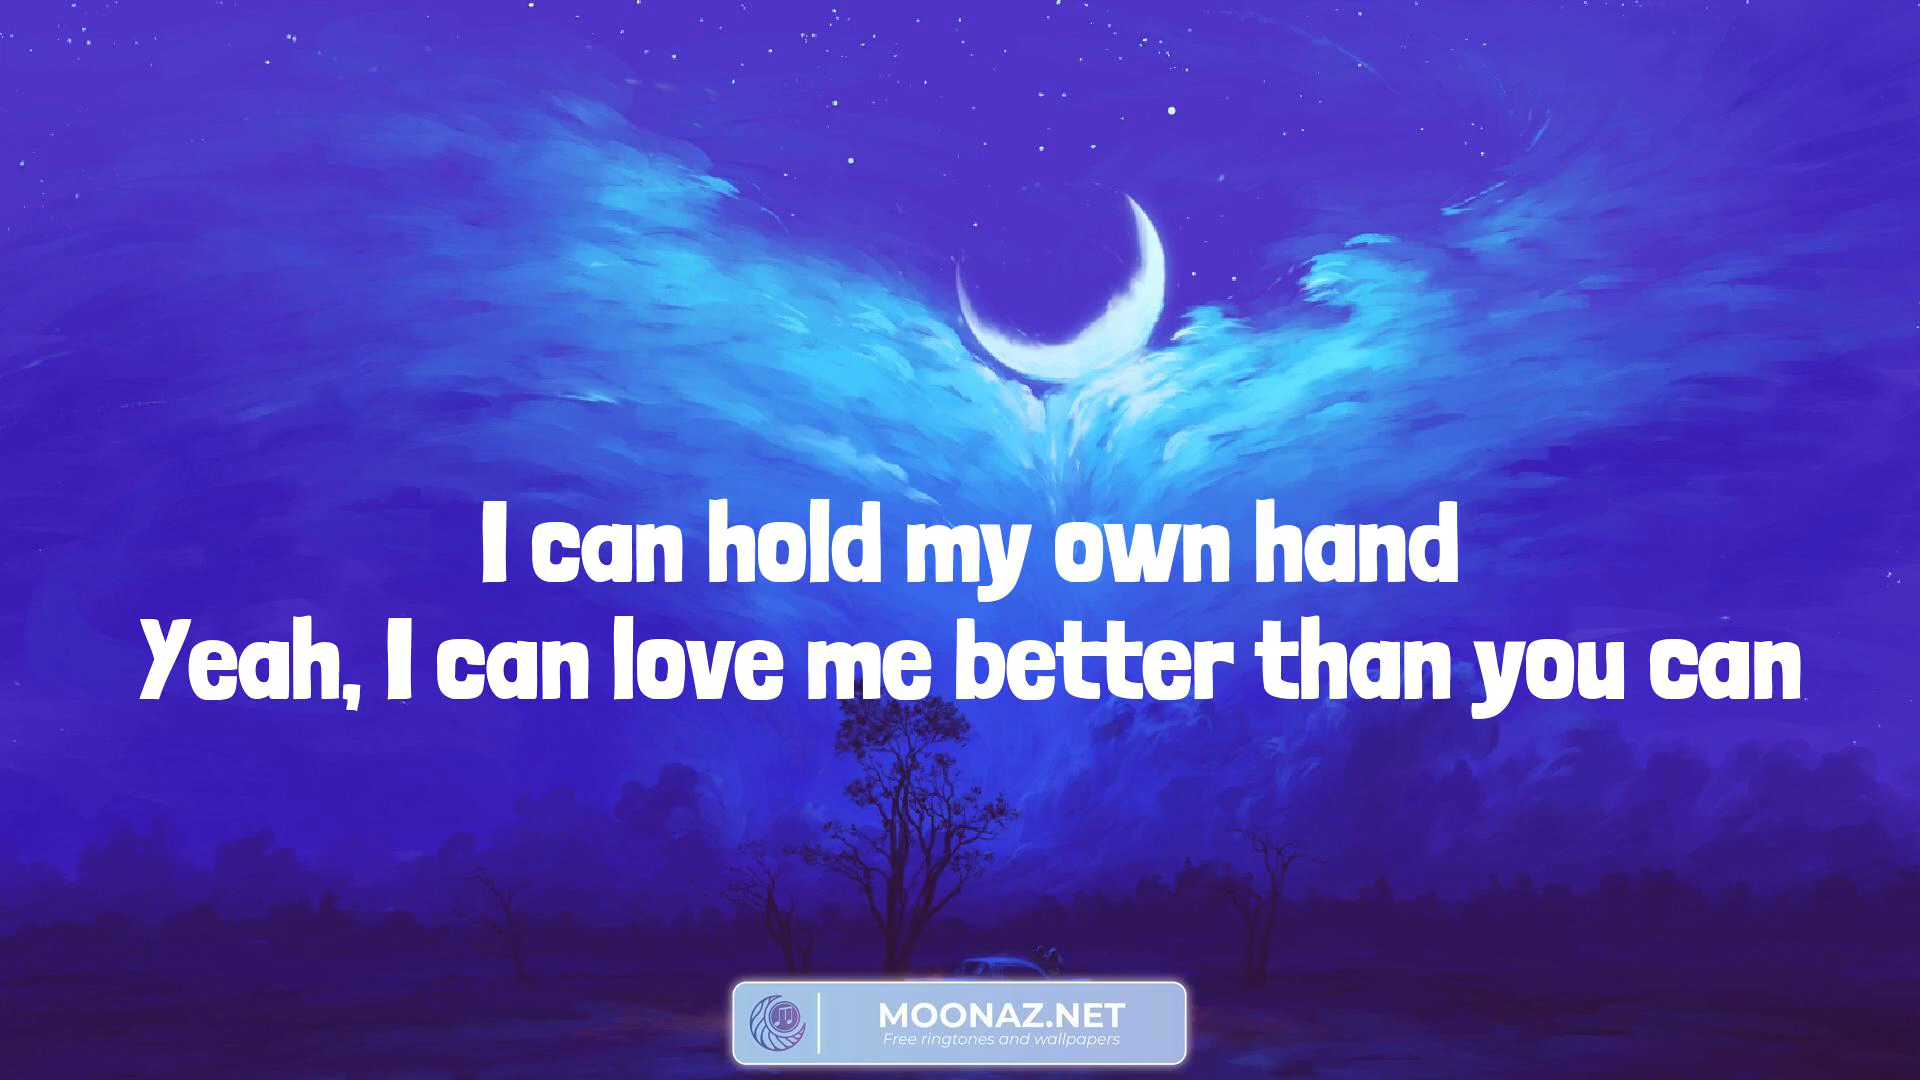 I can hold my own hand
Yeah, I can love me better than you can
MOONAZ.NET
Free ringtones and wallpapers